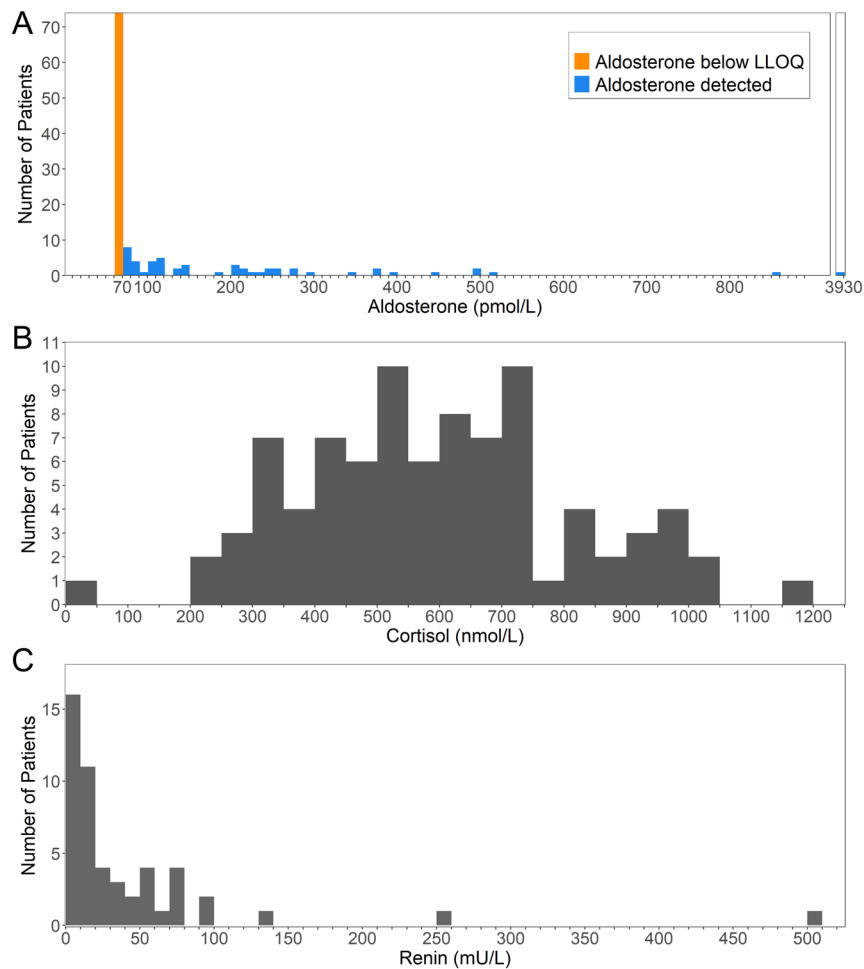 A
Number of Patients
70
60
50
40
30
20
10
0
Aldosterone below LLOQ
Aldosterone detected
70 100 200 300 400 500 600 700 800 3930
Aldosterone (pmol/L)
B
Number of Patients
11
10
9
8
7
6
5
4
3
2
1
0
0 100 200 300 400 500 600 700 800 900 1000 1100 1200
Cortisol (nmol/L)
C
Number of Patients
15
10
5
0
0 50 100 150 200 250 300 350 400 450 500
Renin (mU/L)